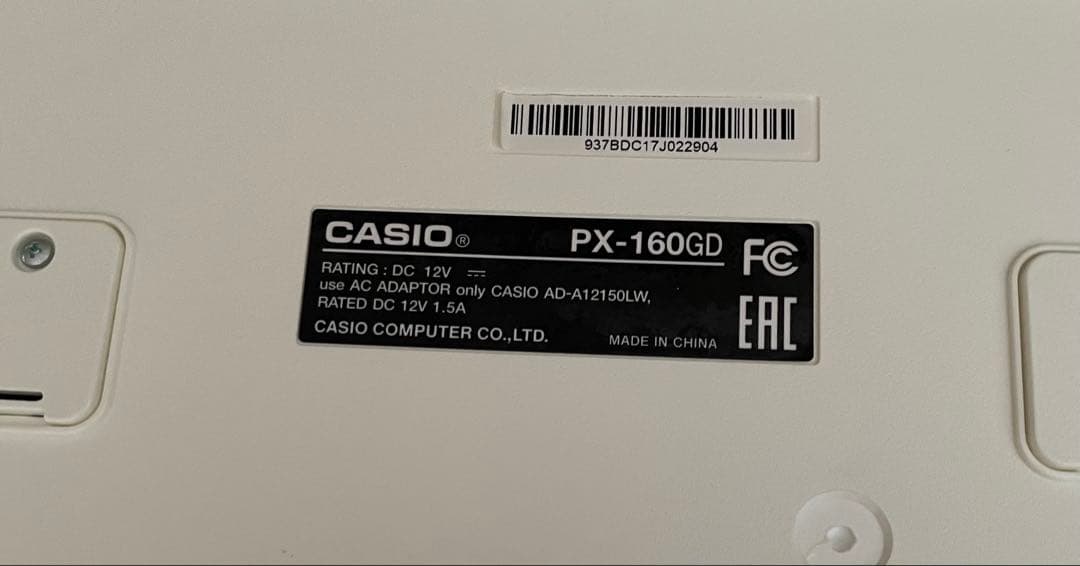 937BDC17J022904
CASIO® PX-160GD
FC
RATING : DC 12V ⎓
use AC ADAPTOR only CASIO AD-A12150LW,
RATED DC 12V 1.5A
EAC
CASIO COMPUTER CO.,LTD. MADE IN CHINA